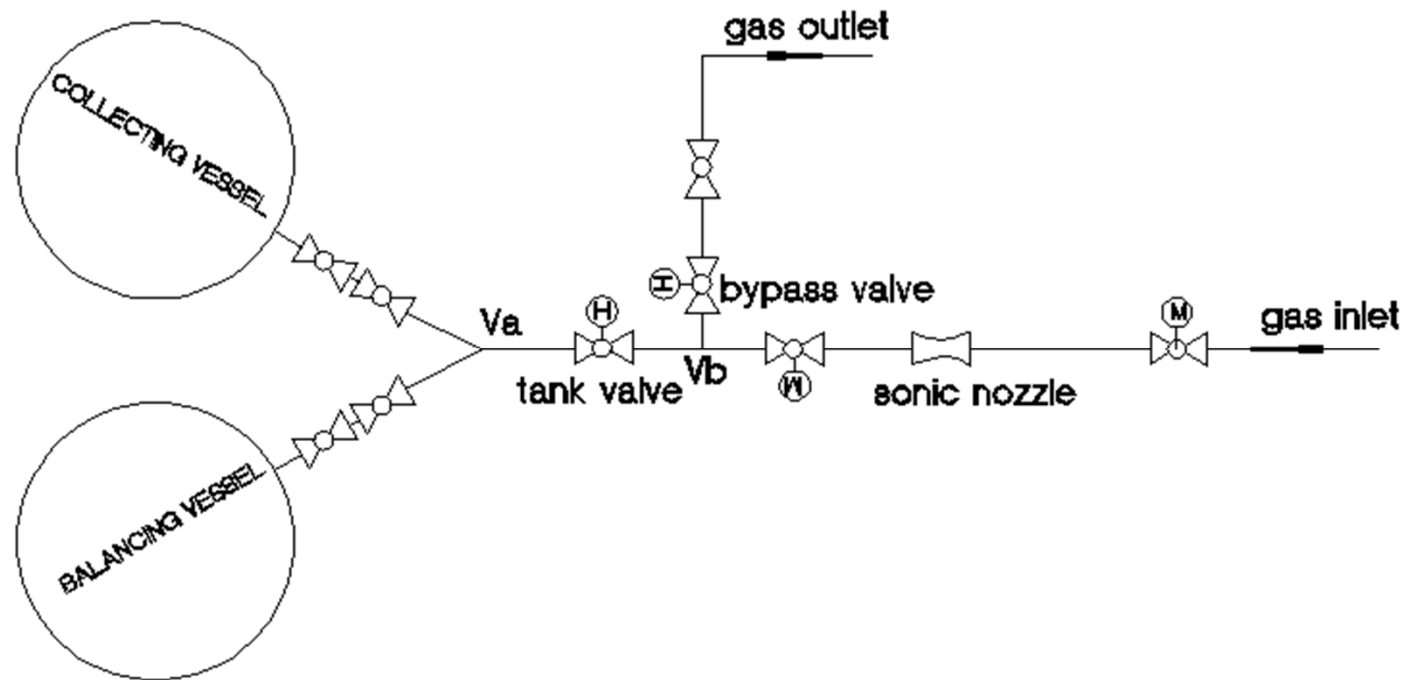 gas outlet
COLLECTING VESSEL
H
bypass valve
Va
H
M
gas inlet
tank valve
Vb
M
sonic nozzle
BALANCING VESSEL